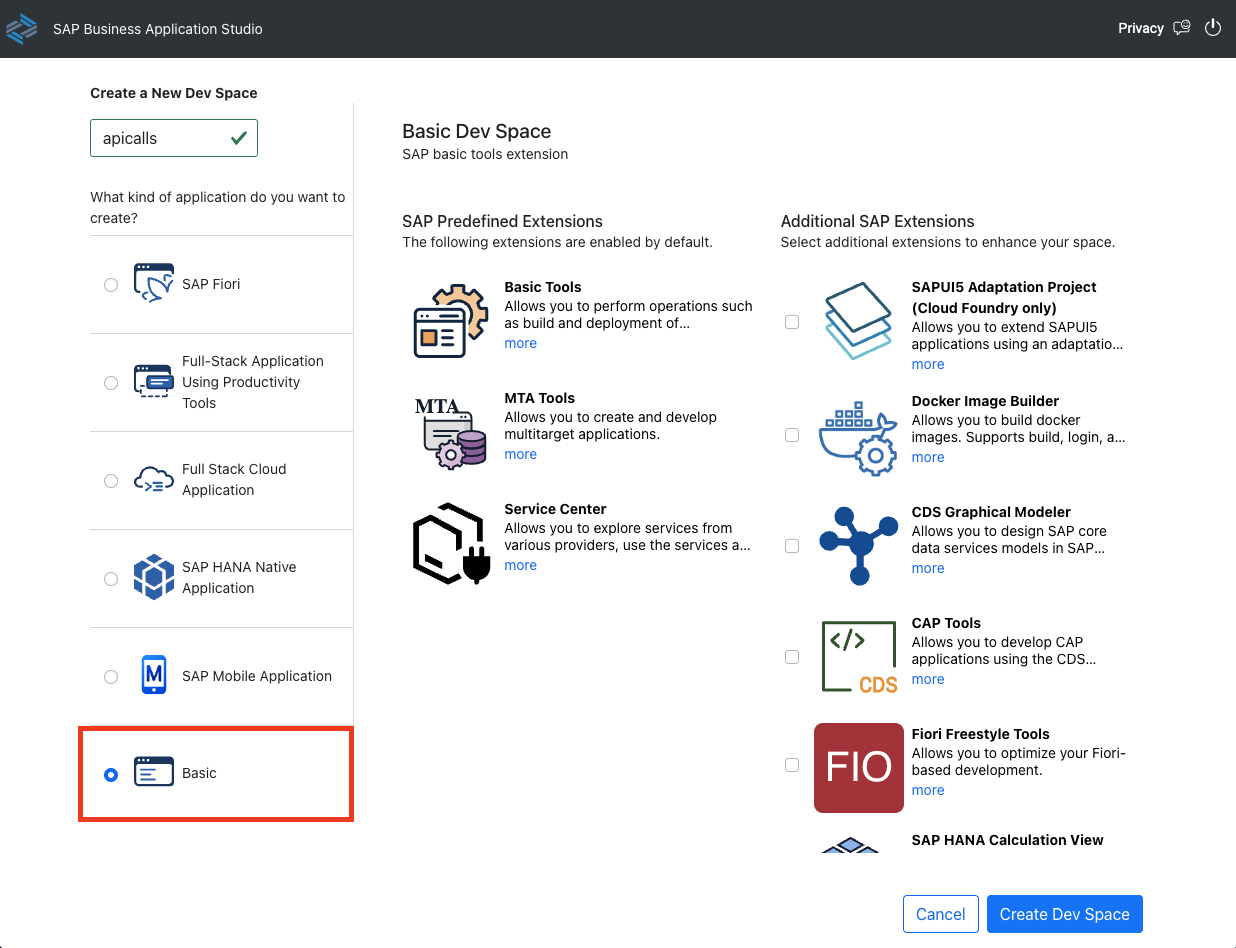 SAP Business Application Studio
Privacy
Create a New Dev Space
apicalls
What kind of application do you want to
create?
SAP Fiori
Full-Stack Application
Using Productivity
Tools
Full Stack Cloud
Application
SAP HANA Native
Application
M
SAP Mobile Application
Basic
Basic Dev Space
SAP basic tools extension
SAP Predefined Extensions
The following extensions are enabled by default.
Basic Tools
Allows you to perform operations such
as build and deployment of...
more
MTA
MTA Tools
Allows you to create and develop
multitarget applications.
more
Service Center
Allows you to explore services from
various providers, use the services a...
more
Additional SAP Extensions
Select additional extensions to enhance your space.
SAPUI5 Adaptation Project
(Cloud Foundry only)
Allows you to extend SAPUI5
applications using an adaptatio...
more
Docker Image Builder
Allows you to build docker
images. Supports build, login, a...
more
CDS Graphical Modeler
Allows you to design SAP core
data services models in SAP...
more
</>
CDS
CAP Tools
Allows you to develop CAP
applications using the CDS...
more
FIO
Fiori Freestyle Tools
Allows you to optimize your Fiori-
based development.
more
SAP HANA Calculation View
Cancel
Create Dev Space